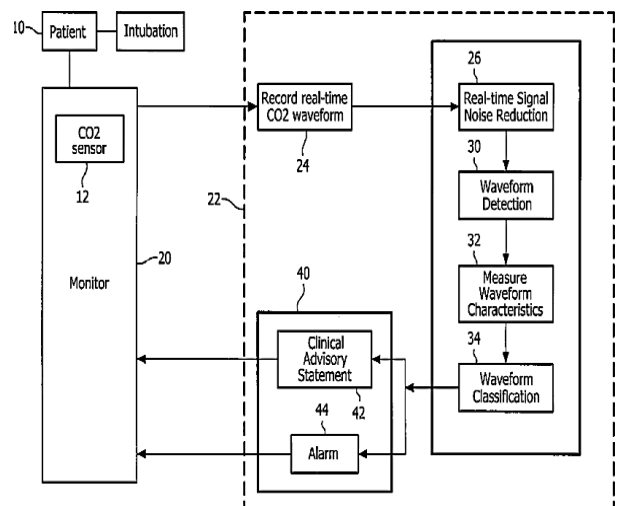 10
Patient
Intubation
CO2
sensor
12
20
Monitor
22
Record real-time
CO2 waveform
24
26
Real-time Signal
Noise Reduction
30
Waveform
Detection
32
Measure
Waveform
Characteristics
34
Waveform
Classification
40
Clinical
Advisory
Statement
42
44
Alarm